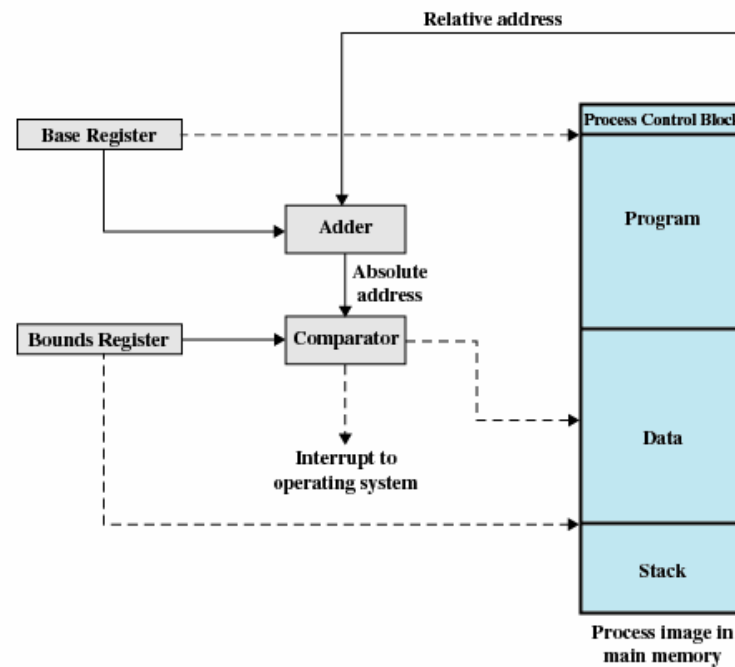 Relative address
Process Control Block
Base Register
Program
Adder
Absolute
address
Bounds Register
Comparator
Interrupt to
operating system
Data
Stack
Process image in
main memory